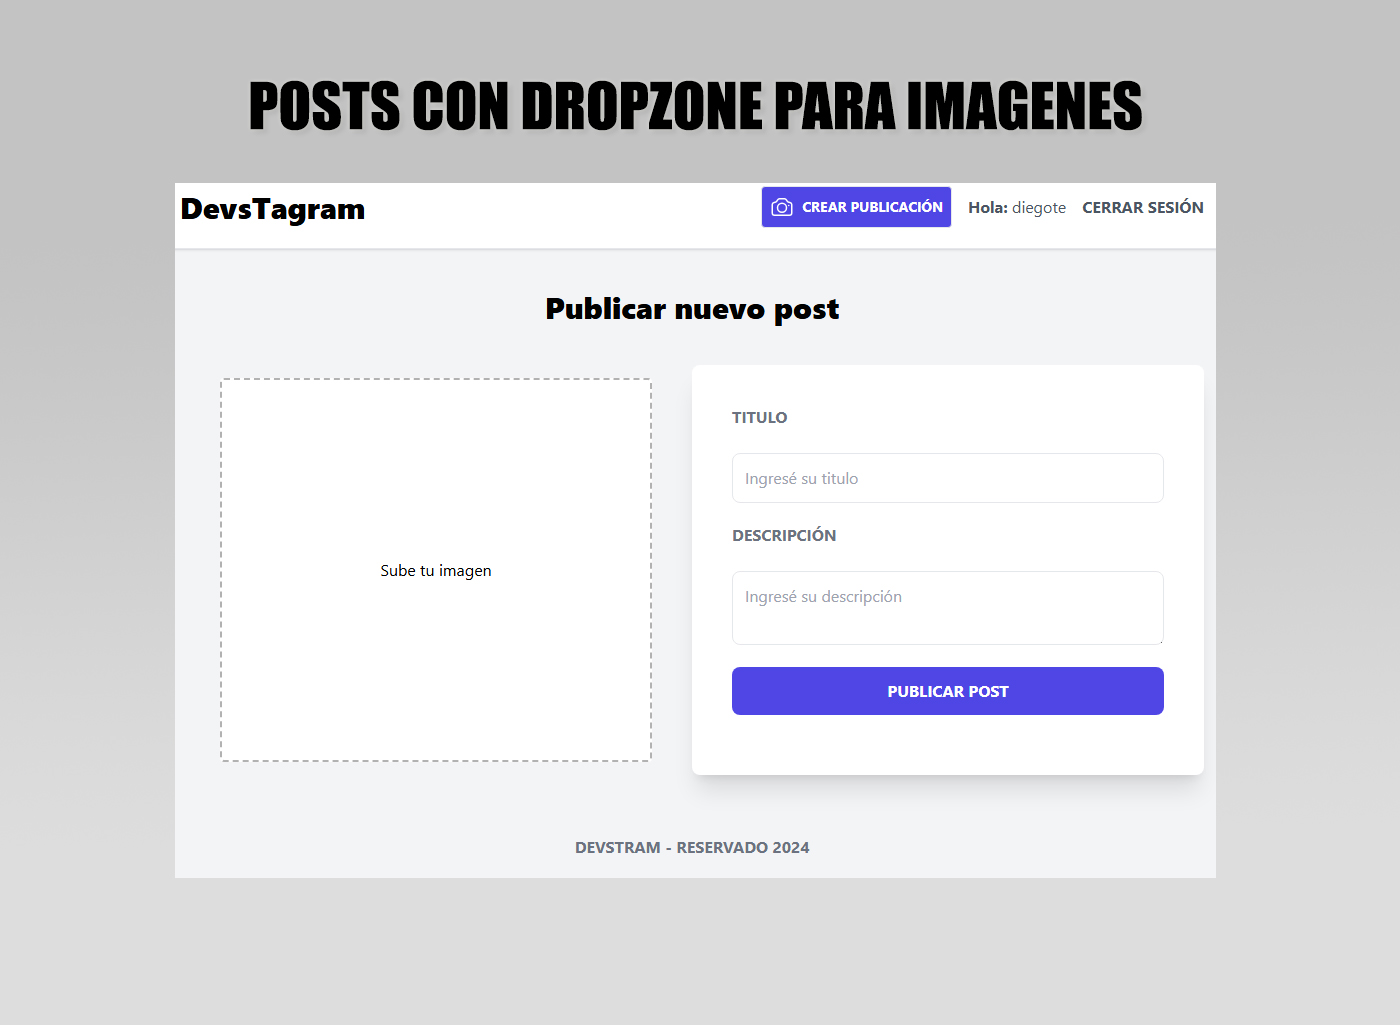 POSTS CON DROPZONE PARA IMAGENES
DevsTagram
CREAR PUBLICACIÓN
Hola: diegote
CERRAR SESIÓN
Publicar nuevo post
Sube tu imagen
TITULO
Ingresé su titulo
DESCRIPCIÓN
Ingresé su descripción
PUBLICAR POST
DEVSTRAM - RESERVADO 2024